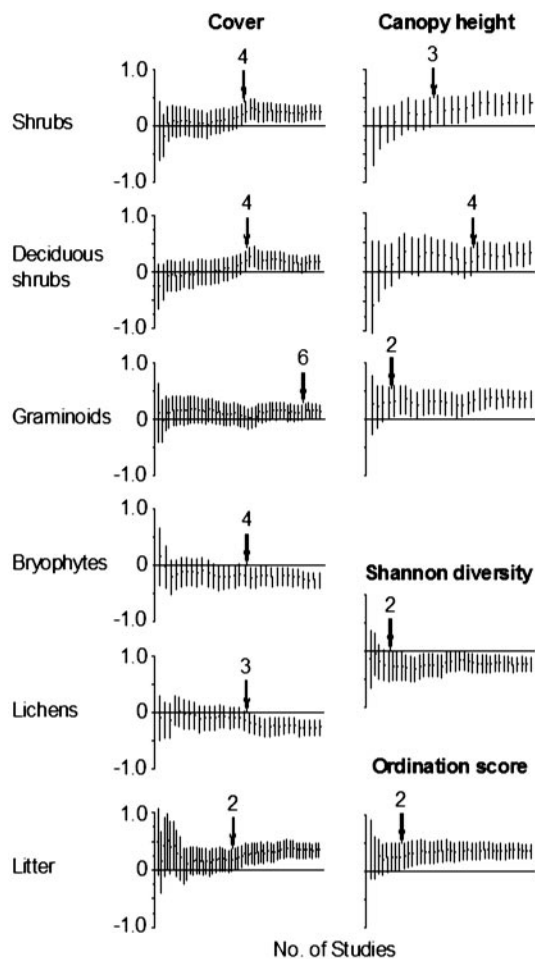 Cover Canopy height
4 3
1.0
Shrubs 0
-1.0
4 4
1.0
Deciduous
shrubs 0
-1.0
6 2
1.0
Graminoids 0
-1.0
4
1.0
Bryophytes 0
-1.0
Shannon diversity
2
3
1.0
Lichens 0
-1.0
Ordination score
2 2
1.0
Litter 0
-1.0
No. of Studies